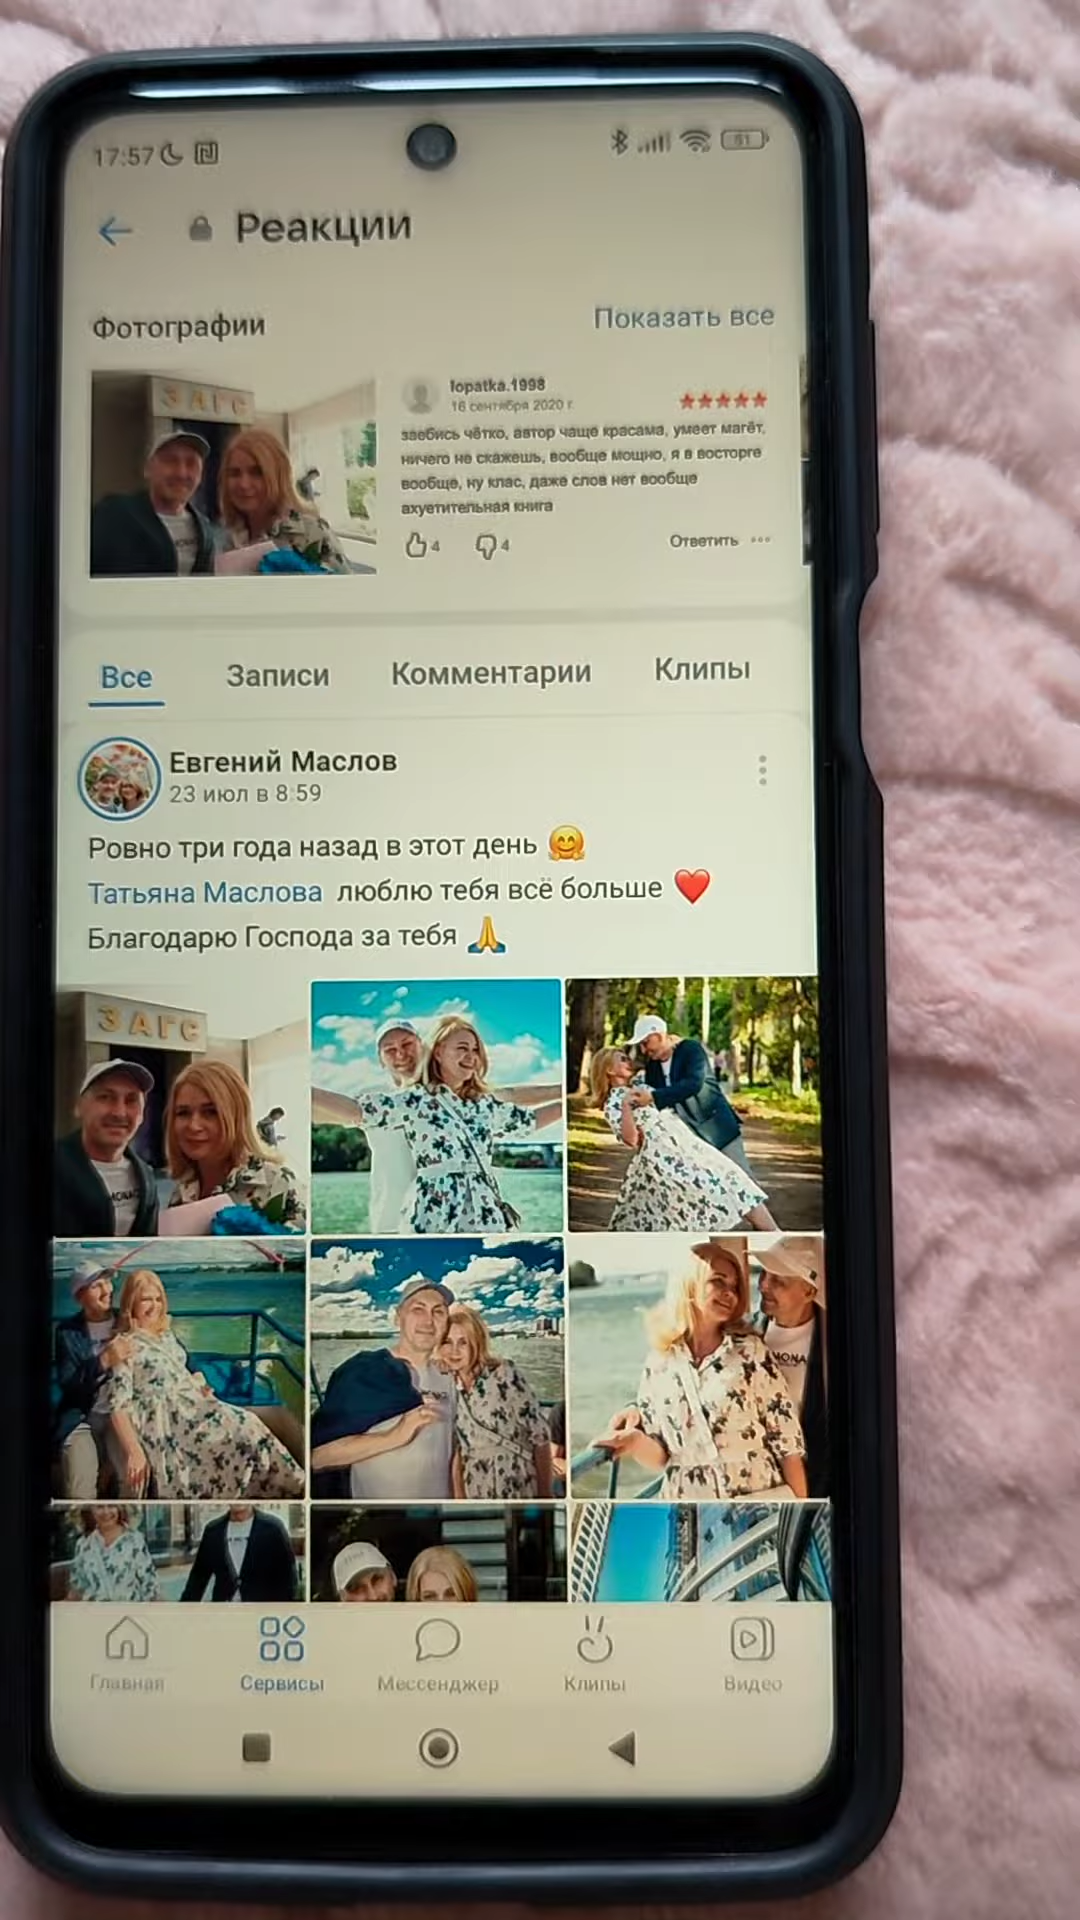 17:57
51
Реакции
Фотографии
Показать все
ЗАГС
lopatka.1998
16 сентября 2020 г.
заебись чётко, автор чаще красама, умеет магёт,
ничего не скажешь, вообще мощно, я в восторге
вообще, ну клас, даже слов нет вообще
ахуетительная книга
4
4
Ответить
Все
Записи
Комментарии
Клипы
Евгений Маслов
23 июл в 8:59
Ровно три года назад в этот день
Татьяна Маслова люблю тебя всё больше
Благодарю Господа за тебя
ЗАГС
MONA
Главная
Сервисы
Мессенджер
Клипы
Видео